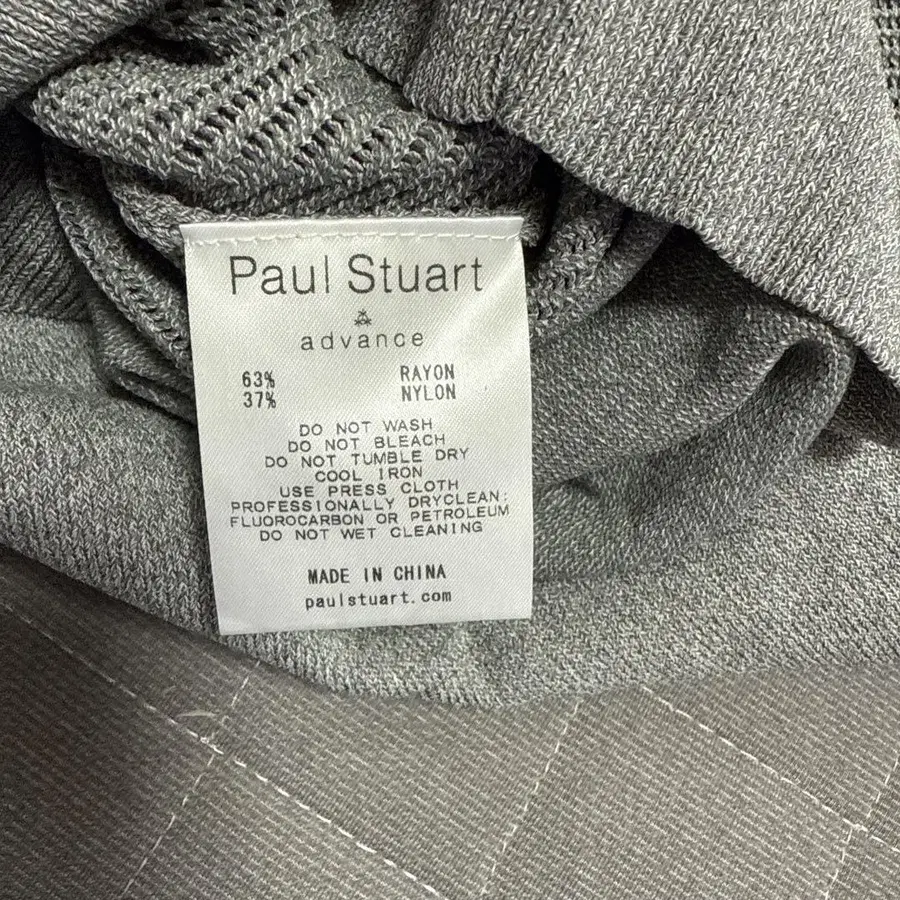 Paul Stuart
advance
63% RAYON
37% NYLON
DO NOT WASH
DO NOT BLEACH
DO NOT TUMBLE DRY
COOL IRON
USE PRESS CLOTH
PROFESSIONALLY DRYCLEAN:
FLUOROCARBON OR PETROLEUM
DO NOT WET CLEANING
MADE IN CHINA
paulstuart.com